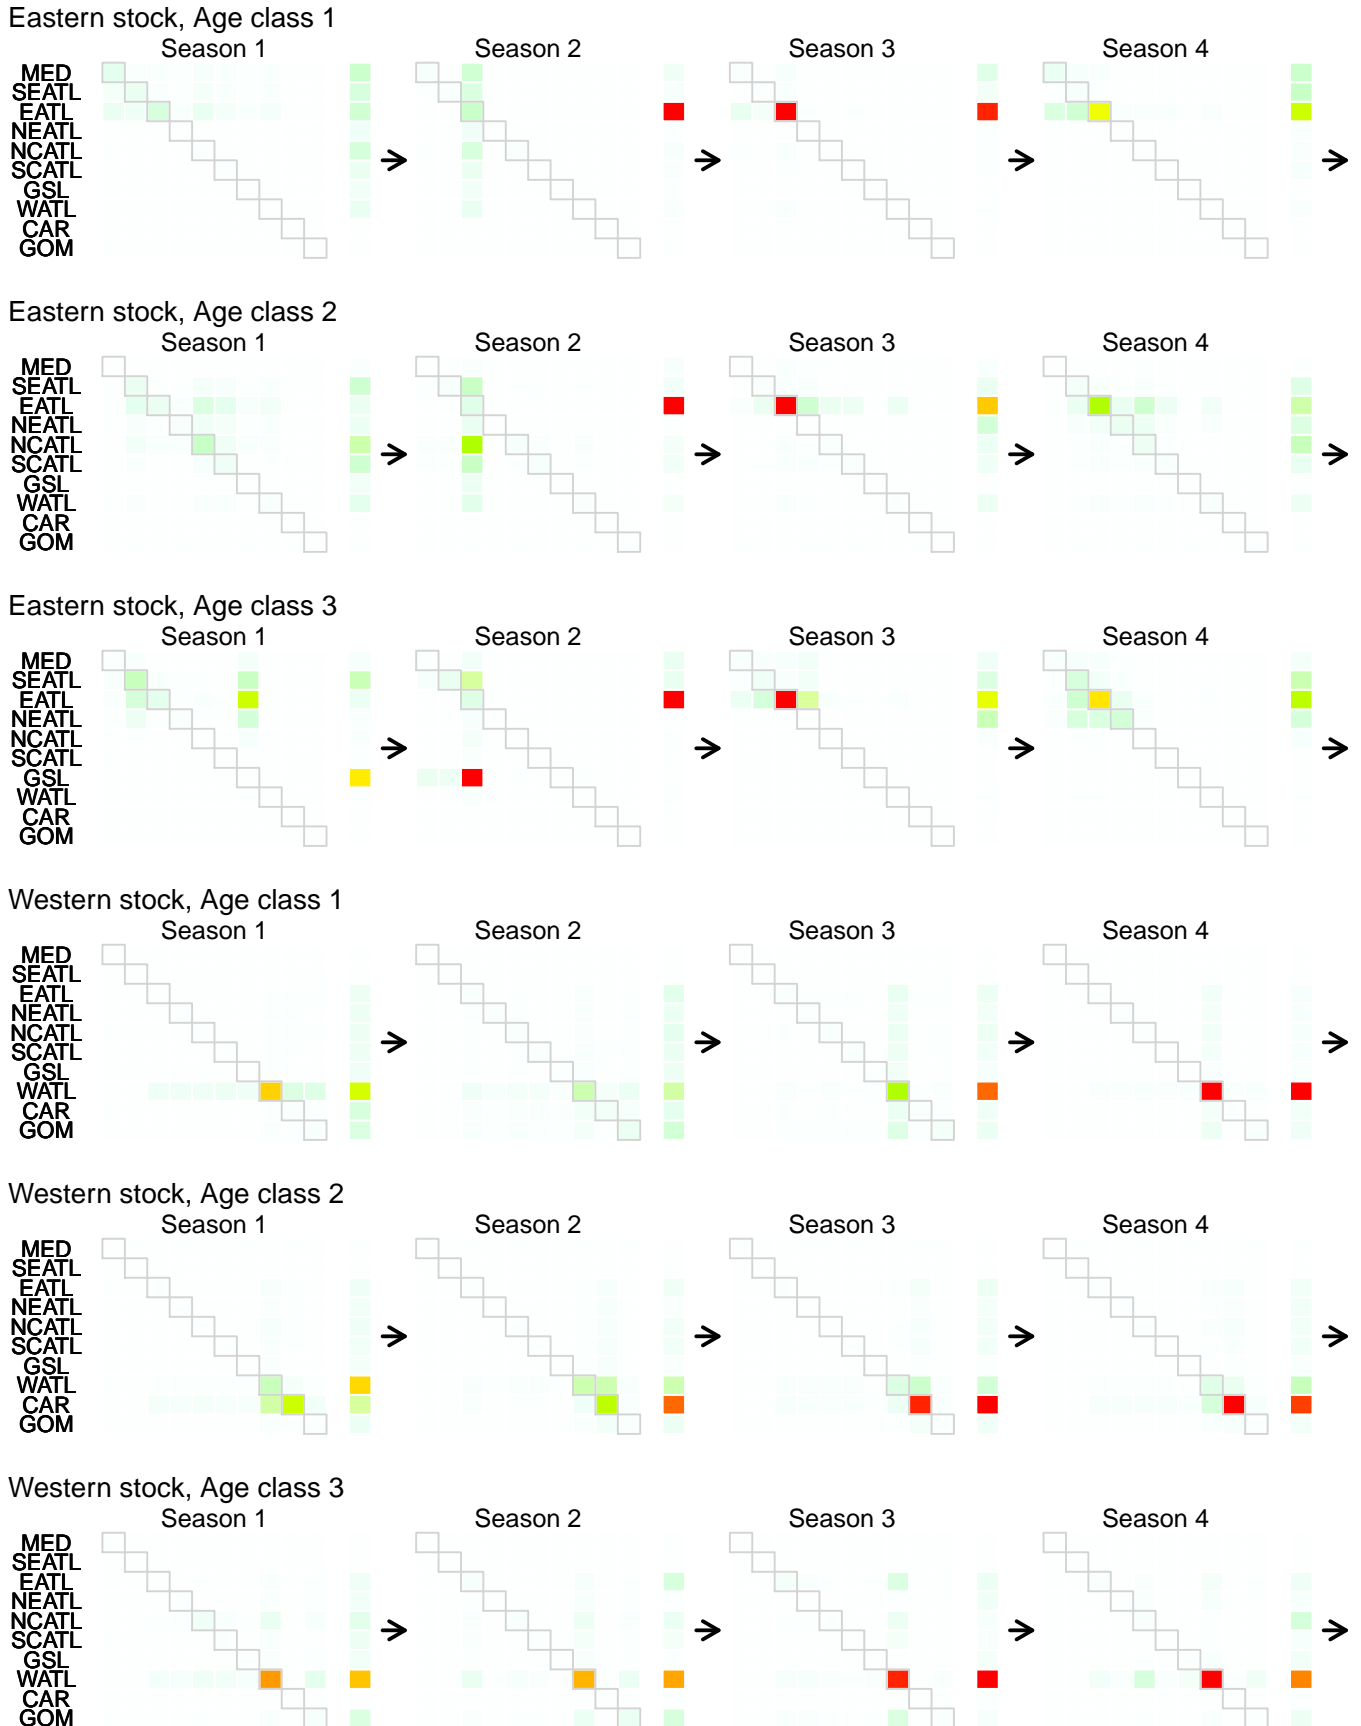 Eastern stock, Age class 1
Season 1 Season 2 Season 3 Season 4
MED
SEATL
EATL
NEATL
NCATL
SCATL
GSL
WATL
CAR
GOM
Eastern stock, Age class 2
Season 1 Season 2 Season 3 Season 4
MED
SEATL
EATL
NEATL
NCATL
SCATL
GSL
WATL
CAR
GOM
Eastern stock, Age class 3
Season 1 Season 2 Season 3 Season 4
MED
SEATL
EATL
NEATL
NCATL
SCATL
GSL
WATL
CAR
GOM
Western stock, Age class 1
Season 1 Season 2 Season 3 Season 4
MED
SEATL
EATL
NEATL
NCATL
SCATL
GSL
WATL
CAR
GOM
Western stock, Age class 2
Season 1 Season 2 Season 3 Season 4
MED
SEATL
EATL
NEATL
NCATL
SCATL
GSL
WATL
CAR
GOM
Western stock, Age class 3
Season 1 Season 2 Season 3 Season 4
MED
SEATL
EATL
NEATL
NCATL
SCATL
GSL
WATL
CAR
GOM